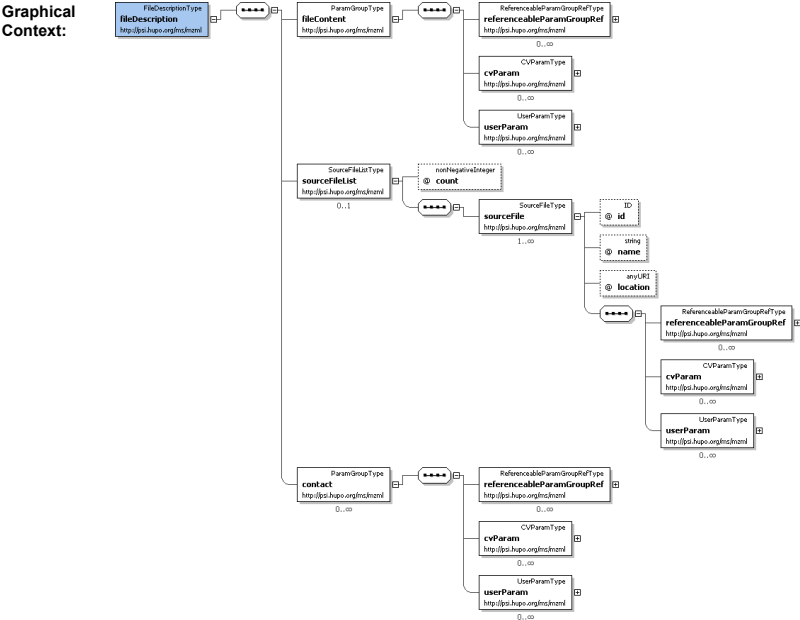 Graphical
Context:
FileDescriptionType
fileDescription
http://psi.hupo.org/ms/mzml
ParamGroupType
fileContent
http://psi.hupo.org/ms/mzml
ReferenceableParamGroupRefType
referenceableParamGroupRef
http://psi.hupo.org/ms/mzml
0..∞
CVParamType
cvParam
http://psi.hupo.org/ms/mzml
0..∞
UserParamType
userParam
http://psi.hupo.org/ms/mzml
0..∞
SourceFileListType
sourceFileList
http://psi.hupo.org/ms/mzml
0..1
nonNegativeInteger
@ count
SourceFileType
sourceFile
http://psi.hupo.org/ms/mzml
1..∞
ID
@ id
string
@ name
anyURI
@ location
ReferenceableParamGroupRefType
referenceableParamGroupRef
http://psi.hupo.org/ms/mzml
0..∞
CVParamType
cvParam
http://psi.hupo.org/ms/mzml
0..∞
UserParamType
userParam
http://psi.hupo.org/ms/mzml
0..∞
ParamGroupType
contact
http://psi.hupo.org/ms/mzml
0..∞
ReferenceableParamGroupRefType
referenceableParamGroupRef
http://psi.hupo.org/ms/mzml
0..∞
CVParamType
cvParam
http://psi.hupo.org/ms/mzml
0..∞
UserParamType
userParam
http://psi.hupo.org/ms/mzml
0..∞